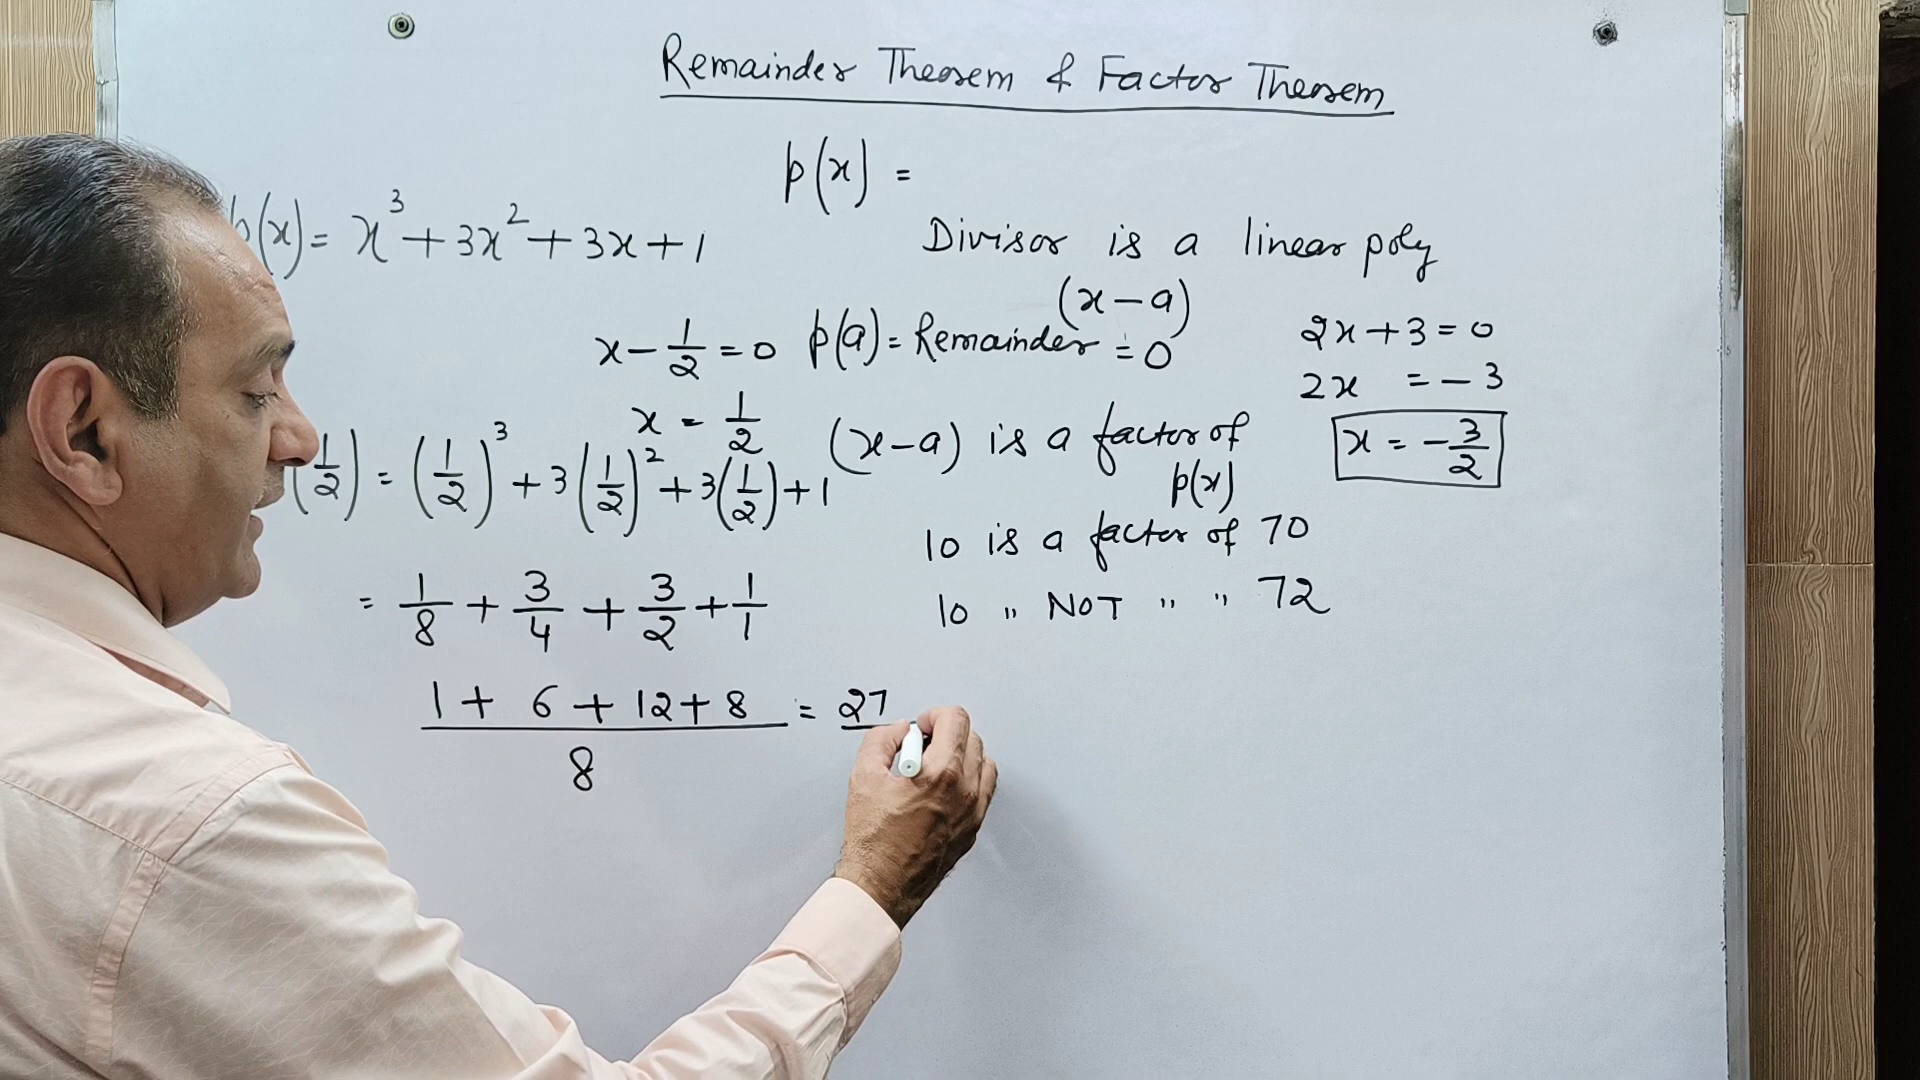 Remainder Theorem & Factor Theorem
p(x) =
p(x) = x³ + 3x² + 3x + 1
Divisor is a linear poly
(x - a)
x - 1/2 = 0
p(a) = Remainder = 0
2x + 3 = 0
2x = - 3
x = 1/2
(x - a) is a factor of
p(x)
x = - 3/2
(1/2) = (1/2)³ + 3(1/2)² + 3(1/2) + 1
10 is a factor of 70
= 1/8 + 3/4 + 3/2 + 1/1
10 " NOT " " 72
1 + 6 + 12 + 8 / 8 = 27